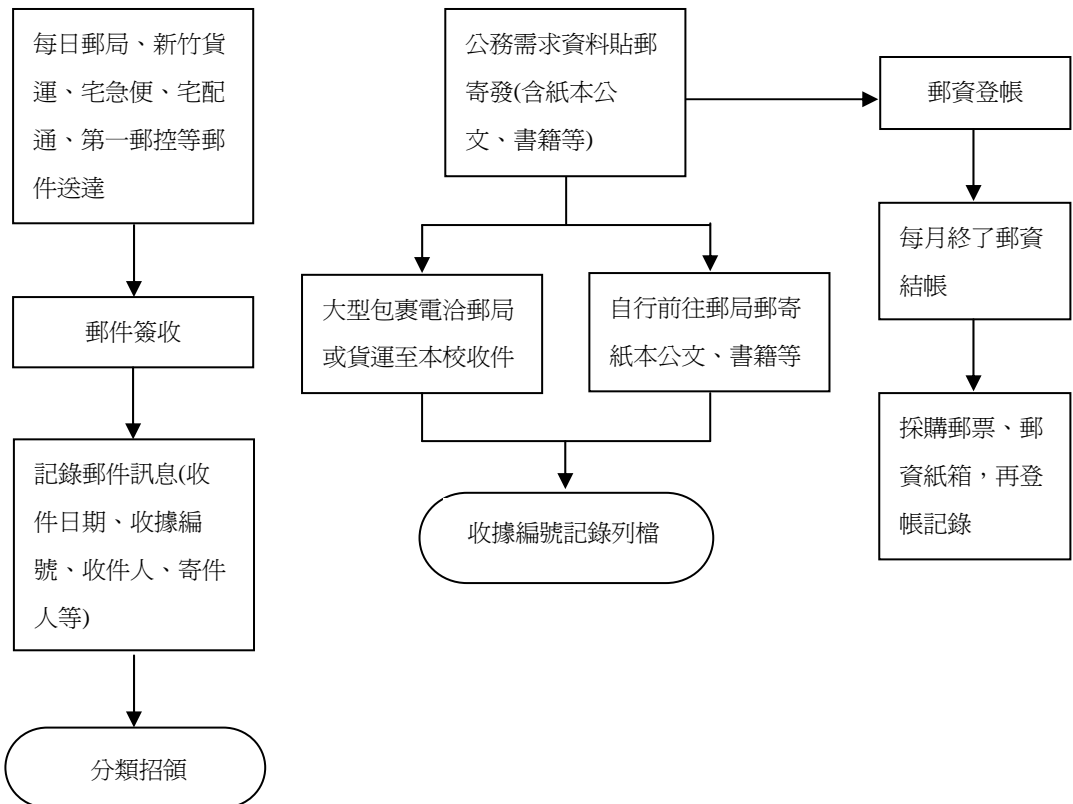 每日郵局、新竹貨
運、宅急便、宅配
通、第一郵控等郵
件送達
郵件簽收
記錄郵件訊息(收
件日期、收據編
號、收件人、寄件
人等)
分類招領
公務需求資料貼郵
寄發(含紙本公
文、書籍等)
大型包裹電洽郵局
或貨運至本校收件
自行前往郵局郵寄
紙本公文、書籍等
收據編號記錄列檔
郵資登帳
每月終了郵資
結帳
採購郵票、郵
資紙箱，再登
帳記錄